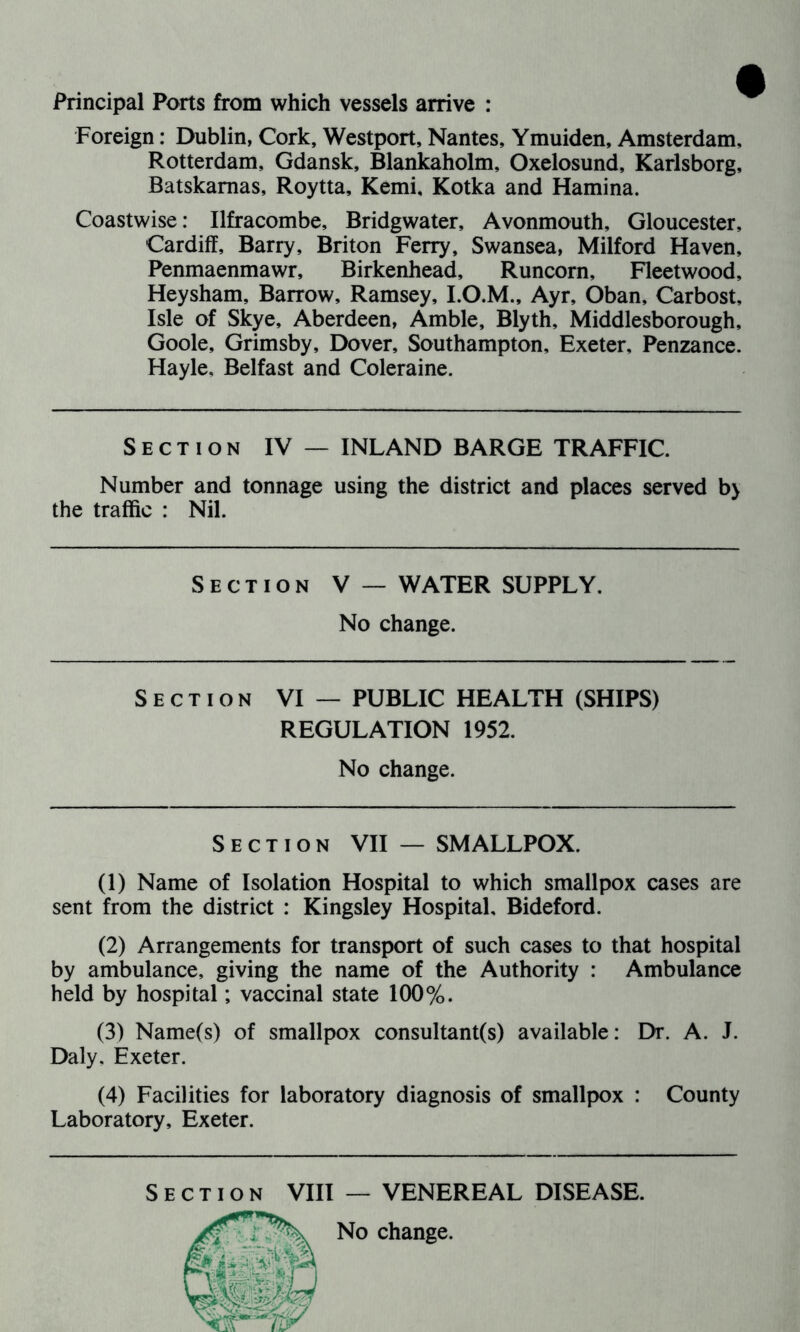 Principal Ports from which vessels arrive :
Foreign : Dublin, Cork, Westport, Nantes, Ymuiden, Amsterdam,
Rotterdam, Gdansk, Blankaholm, Oxelosund, Karlsborg,
Batskarnas, Roytta, Kemi, Kotka and Hamina.
Coastwise : Ilfracombe, Bridgwater, Avonmouth, Gloucester,
Cardiff, Barry, Briton Ferry, Swansea, Milford Haven,
Penmaenmawr, Birkenhead, Runcorn, Fleetwood,
Heysham, Barrow, Ramsey, I.O.M., Ayr, Oban, Carbost,
Isle of Skye, Aberdeen, Amble, Blyth, Middlesborough,
Goole, Grimsby, Dover, Southampton, Exeter, Penzance.
Hayle, Belfast and Coleraine.
SECTION IV — INLAND BARGE TRAFFIC.
Number and tonnage using the district and places served by
the traffic : Nil.
SECTION V — WATER SUPPLY.
No change.
SECTION VI — PUBLIC HEALTH (SHIPS)
REGULATION 1952.
No change.
SECTION VII — SMALLPOX.
(1) Name of Isolation Hospital to which smallpox cases are
sent from the district : Kingsley Hospital, Bideford.
(2) Arrangements for transport of such cases to that hospital
by ambulance, giving the name of the Authority : Ambulance
held by hospital ; vaccinal state 100%.
(3) Name(s) of smallpox consultant(s) available : Dr. A. J.
Daly, Exeter.
(4) Facilities for laboratory diagnosis of smallpox : County
Laboratory, Exeter.
SECTION VIII — VENEREAL DISEASE.
No change.